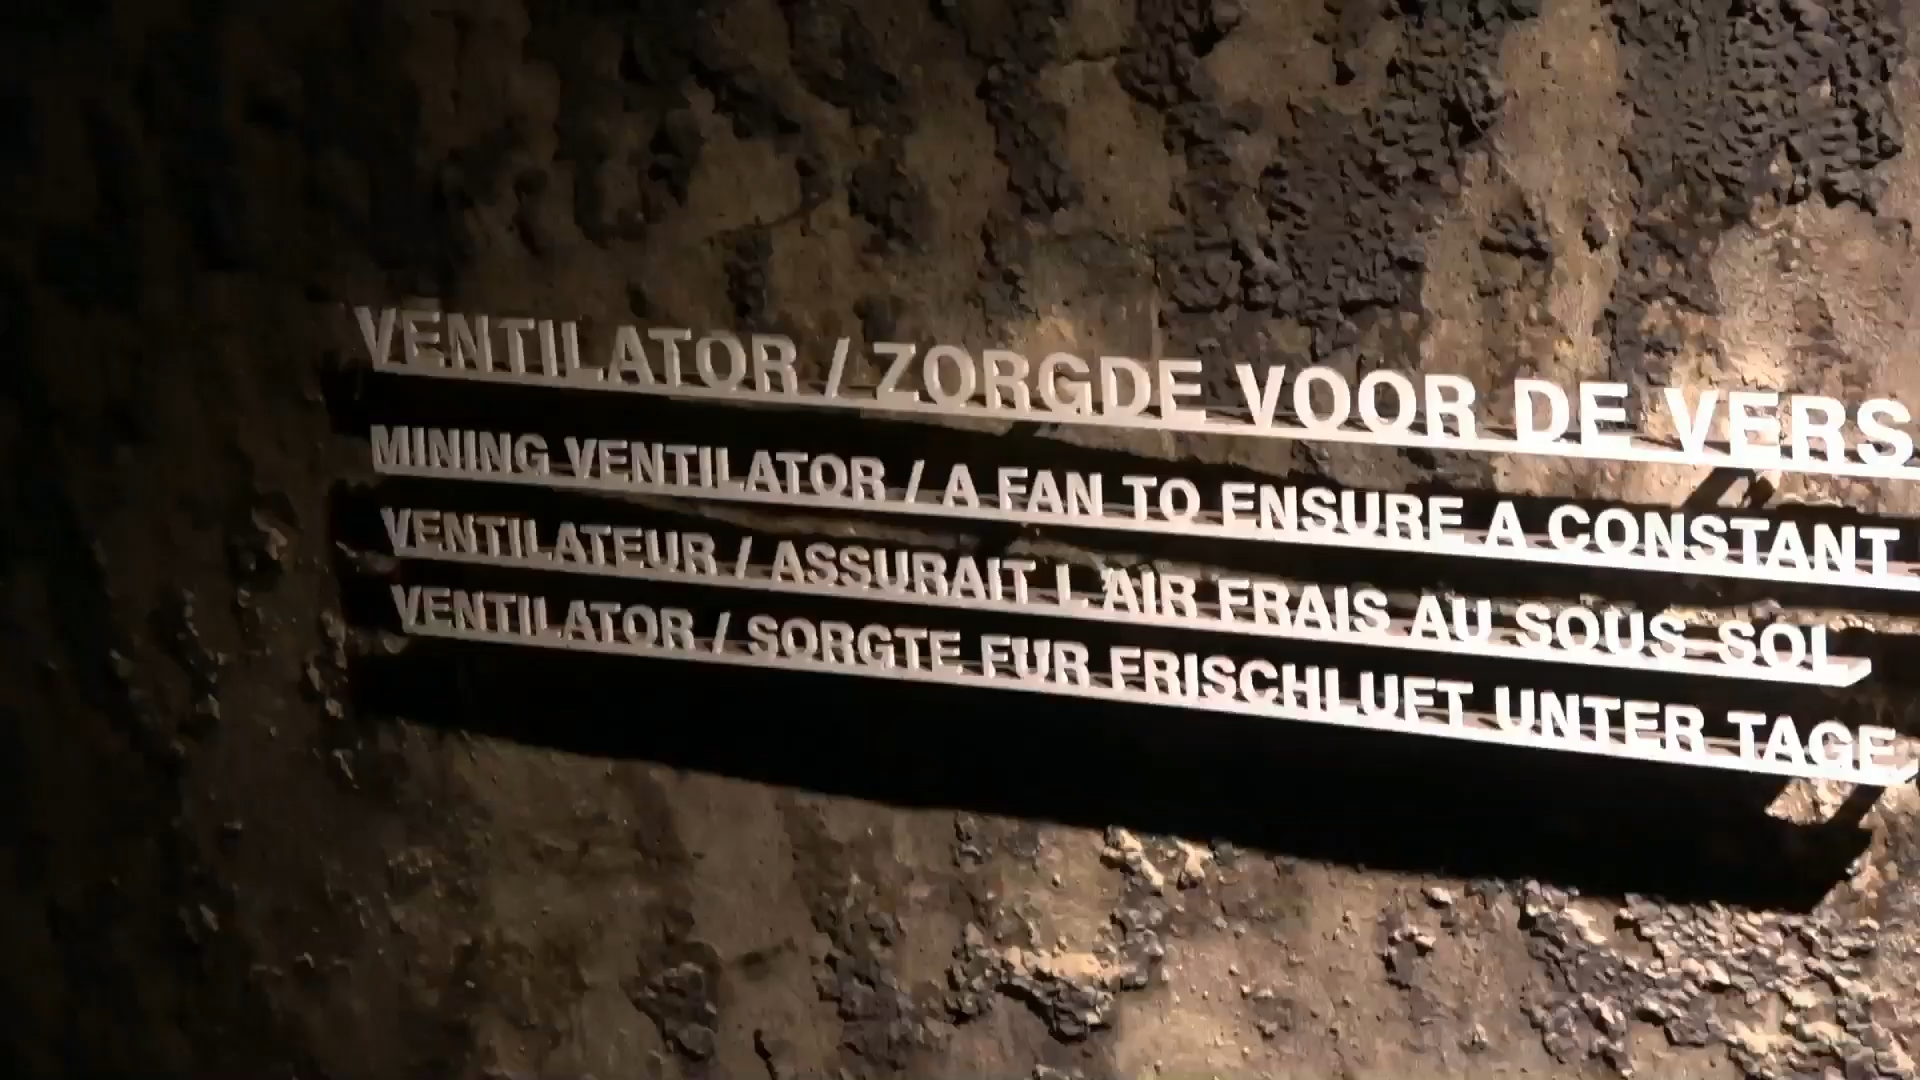 VENTILATOR / ZORGDE VOOR DE VERS
MINING VENTILATOR / A FAN TO ENSURE A CONSTANT
VENTILATEUR / ASSURAIT L'AIR FRAIS AU SOUS-SOL
VENTILATOR / SORGTE FUR FRISCHLUFT UNTER TAGE